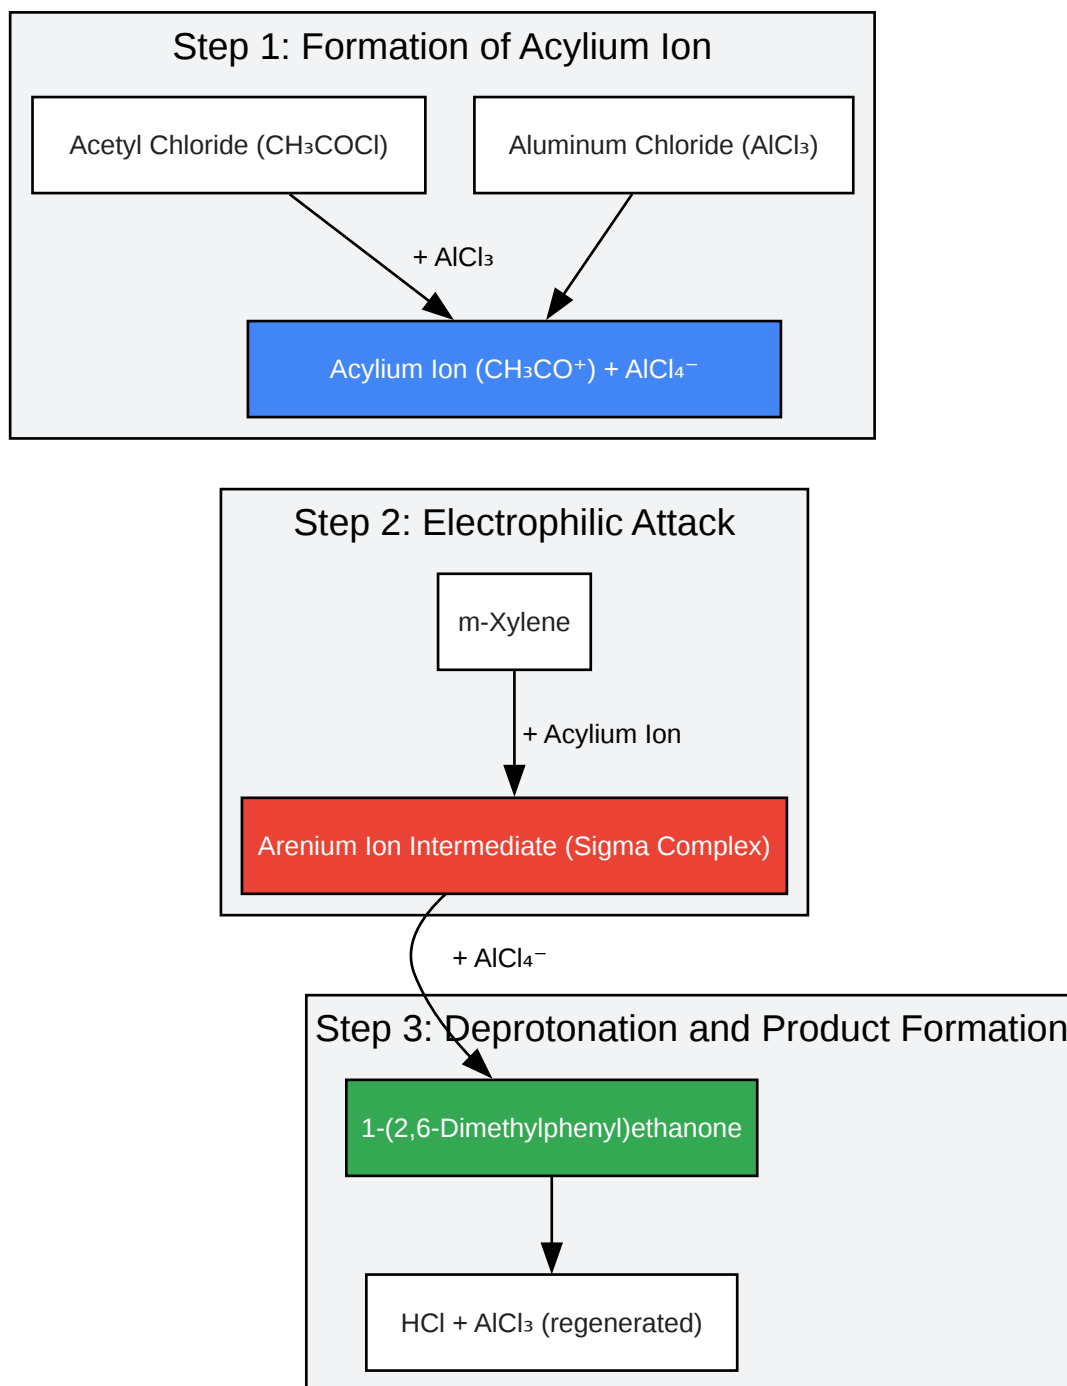 Step 1: Formation of Acylium Ion
Acetyl Chloride (CH₃COCl)
Aluminum Chloride (AlCl₃)
+ AlCl₃
Acylium Ion (CH₃CO⁺) + AlCl₄⁻
Step 2: Electrophilic Attack
m-Xylene
+ Acylium Ion
Arenium Ion Intermediate (Sigma Complex)
+ AlCl₄⁻
Step 3: Deprotonation and Product Formation
1-(2,6-Dimethylphenyl)ethanone
HCl + AlCl₃ (regenerated)